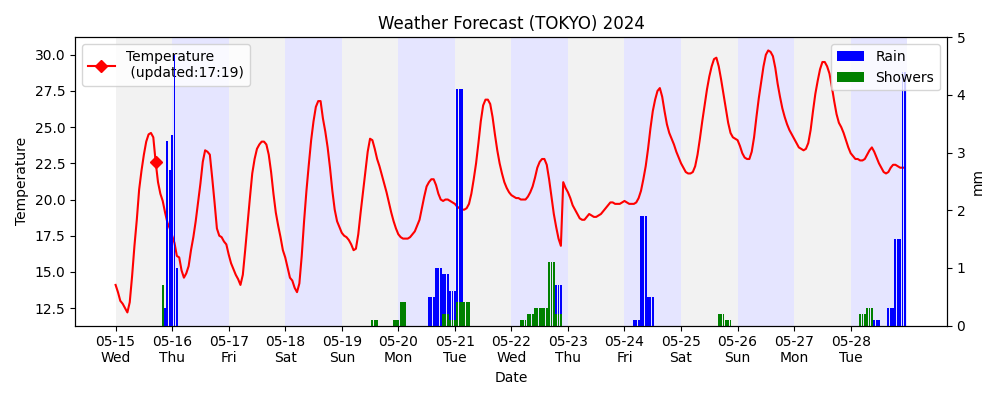 Weather Forecast (TOKYO) 2024
Temperature
(updated:17:19)
Rain
Showers
30.0
27.5
25.0
22.5
20.0
17.5
15.0
12.5
Temperature
5
4
3
2
1
0
mm
05-15 05-16 05-17 05-18 05-19 05-20 05-21 05-22 05-23 05-24 05-25 05-26 05-27 05-28
Wed Thu Fri Sat Sun Mon Tue Wed Thu Fri Sat Sun Mon Tue
Date